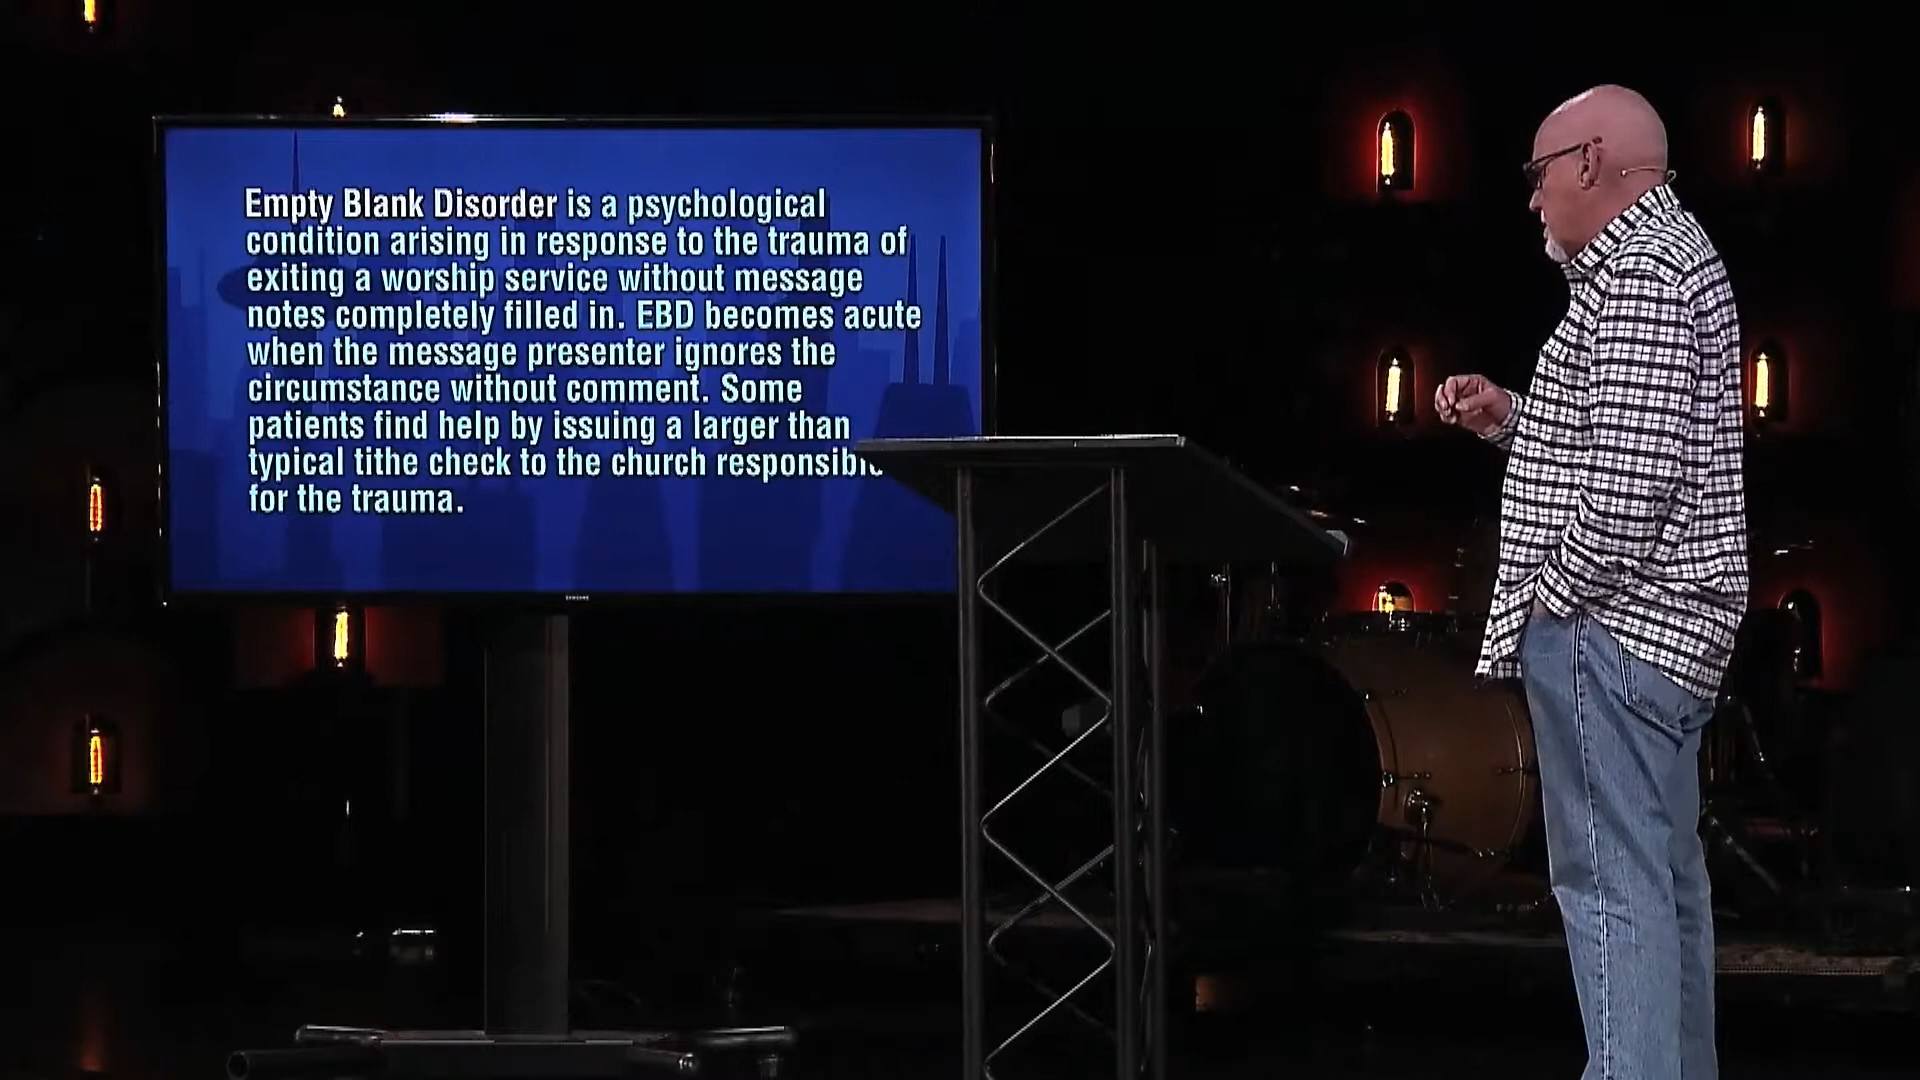 Empty Blank Disorder is a psychological
condition arising in response to the trauma of
exiting a worship service without message
notes completely filled in. EBD becomes acute
when the message presenter ignores the
circumstance without comment. Some
patients find help by issuing a larger than
typical tithe check to the church responsible
for the trauma.
SAMSUNG